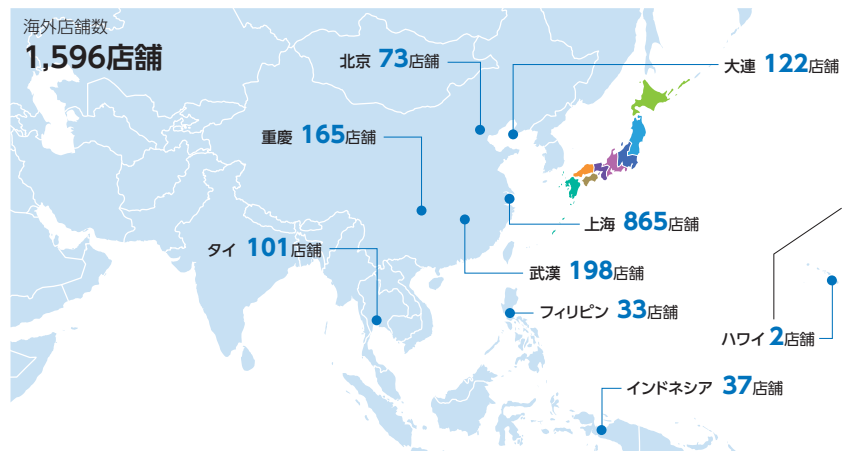 海外店舗数
1,596店舗
北京 73店舗
大連 122店舗
重慶 165店舗
上海 865店舗
タイ 101店舗
武漢 198店舗
フィリピン 33店舗
ハワイ 2店舗
インドネシア 37店舗